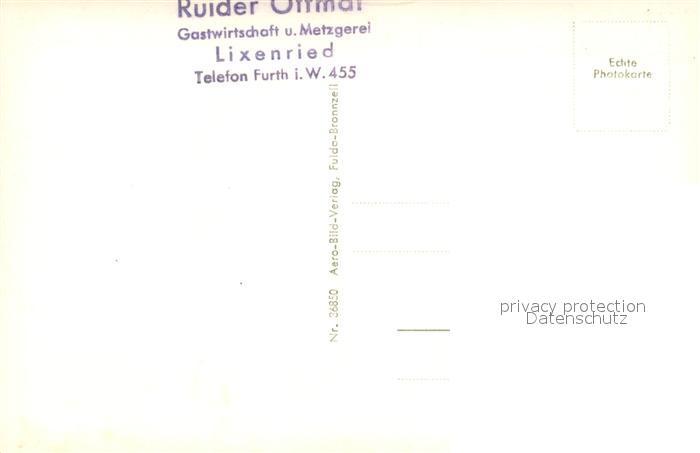 Ruider Ottmar
Gastwirtschaft u. Metzgerei
Lixenried
Telefon Furth i. W. 455
Echte
Photokarte
Nr. 36850 Aero-Bild-Verlag, Fulda-Bronnzell
privacy protection
Datenschutz